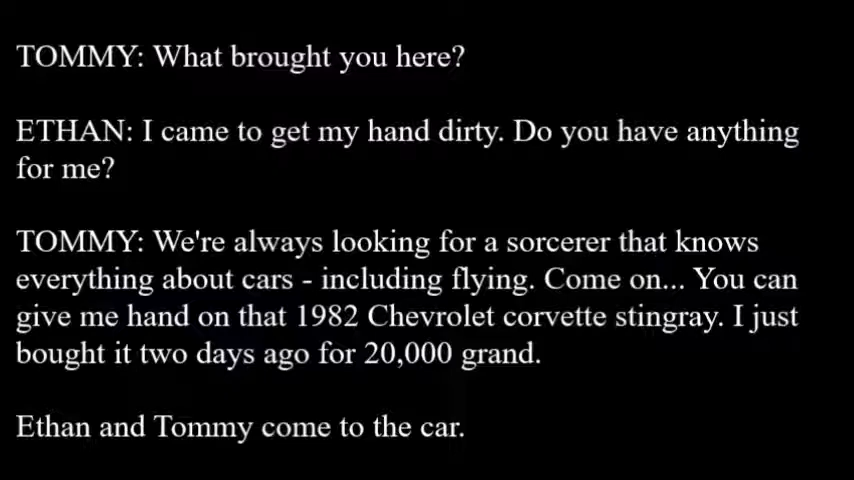 TOMMY: What brought you here?
ETHAN: I came to get my hand dirty. Do you have anything
for me?
TOMMY: We're always looking for a sorcerer that knows
everything about cars - including flying. Come on... You can
give me hand on that 1982 Chevrolet corvette stingray. I just
bought it two days ago for 20,000 grand.
Ethan and Tommy come to the car.